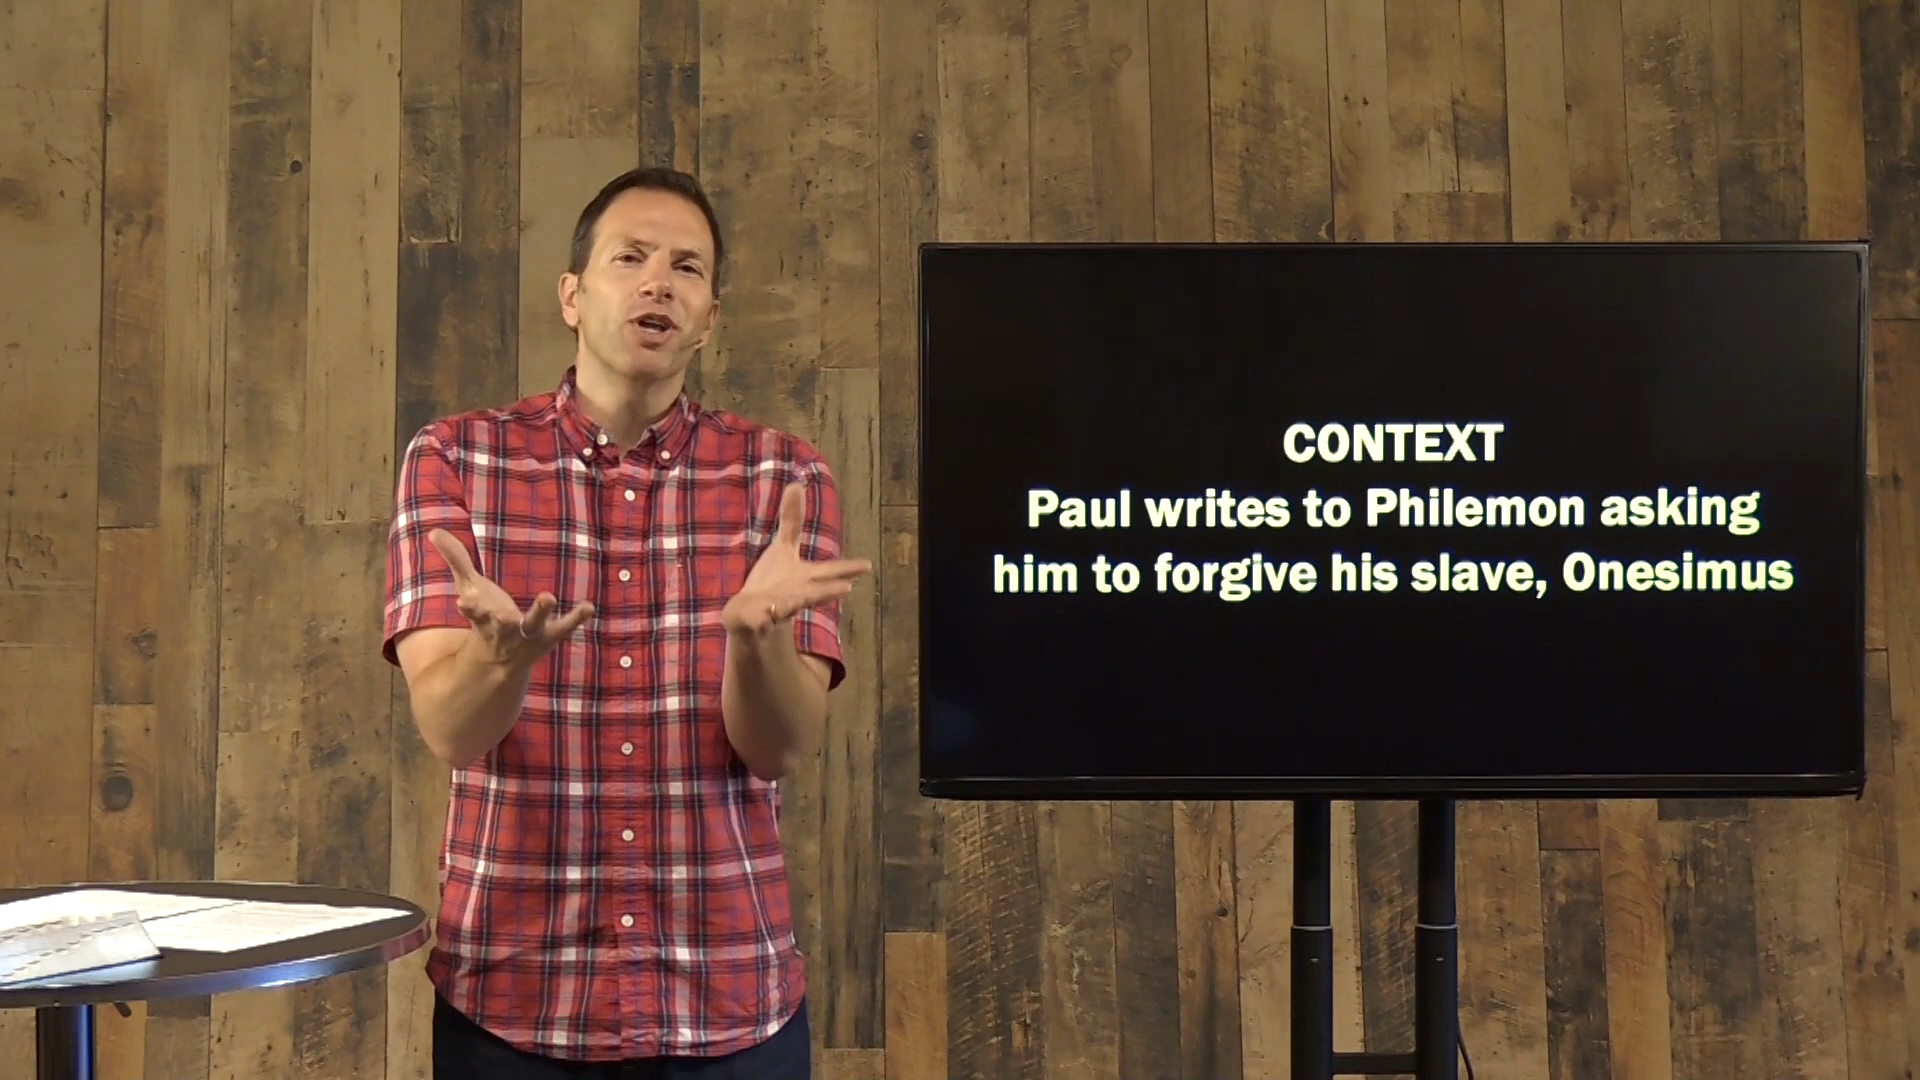 CONTEXT
Paul writes to Philemon asking
him to forgive his slave, Onesimus